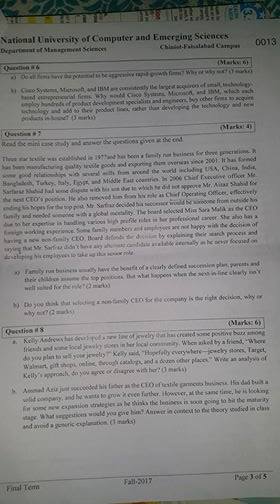 National University of Computer and Emerging Sciences
Department of Management Sciences Chiniot-Faisalabad Campus 0013
Question # 6 (Marks: 6)
a) Do all firms have the potential to be aggressive rapid-growth firms? Why or why not? (3 marks)
b) Cisco Systems, Microsoft, and IBM are consistently the largest acquirers of small, technology-
based entrepreneurial firms. Why would Cisco Systems, Microsoft, and IBM, which each
employ hundreds of product development specialists and engineers, buy other firms to acquire
technology and add to their product lines, rather than developing the technology and new
products in-house? (3 marks)
Question # 7 (Marks: 4)
Read the mini case study and answer the questions given at the end.
Three star textile was established in 1977and has been a family run business for three generations. It
has been manufacturing quality textile goods and exporting them overseas since 2001. It has formed
some good relationships with several mills from around the world including USA, China, India,
Bangladesh, Turkey, Italy, Egypt, and Middle East Countries. In 2006 Chief Executive officer Mr.
Sarfaraz Shahid had some dispute with his son due to which he did not approve Mr. Aizaz Shahid for
the next CEO's position. He also removed him from his role as Chief Operating Officer, effectively
ending his hopes for the top post. Mr. Sarfaraz decided his successor would be someone from outside his
family and needed someone with a global mentality. The board selected Miss Sara Malik as the CEO
due to her expertise in handling various high profile roles in her professional career. She also has a
foreign working experience. Some family members and employees are not happy with the decision of
having a new non-family CEO. Board defends the decision by explaining their search process and
saying that Mr. Sarfraz didn't have any alternate candidate available internally as he never focused on
developing his employees to take up this senior role.
a) Family run business usually have the benefit of a clearly defined succession plan, parents and
their children assume the top positions. But what happens when the next-in-line clearly isn't
well suited for the role? (2 marks)
b) Do you think that selecting a non-family CEO for the company is the right decision, why or
why not? (2 marks)
Question # 8 (Marks: 6)
a. Kelly Andrews has developed a new line of jewelry that has created some positive buzz among
friends and some local jewelry stores in her local community. When asked by a friend, "Where
do you plan to sell your jewelry?" Kelly said, "Hopefully everywhere—jewelry stores, Target,
Walmart, gift shops, online, through catalogs, and a dozen other places." Write an analysis of
Kelly's approach, do you agree or disagree with her? (3 marks)
b. Ammad Aziz just succeeded his father as the CEO of textile garments business. His dad built a
solid company, and he wants to grow it even further. However, at the same time, he is looking
for some new expansion strategies as he thinks the business is soon going to hit the maturity
stage. What suggestions would you give him? Answer in context to the theory studied in class
and avoid a generic explanation. (3 marks)
Page 3 of 5
Final Term Fall-2017